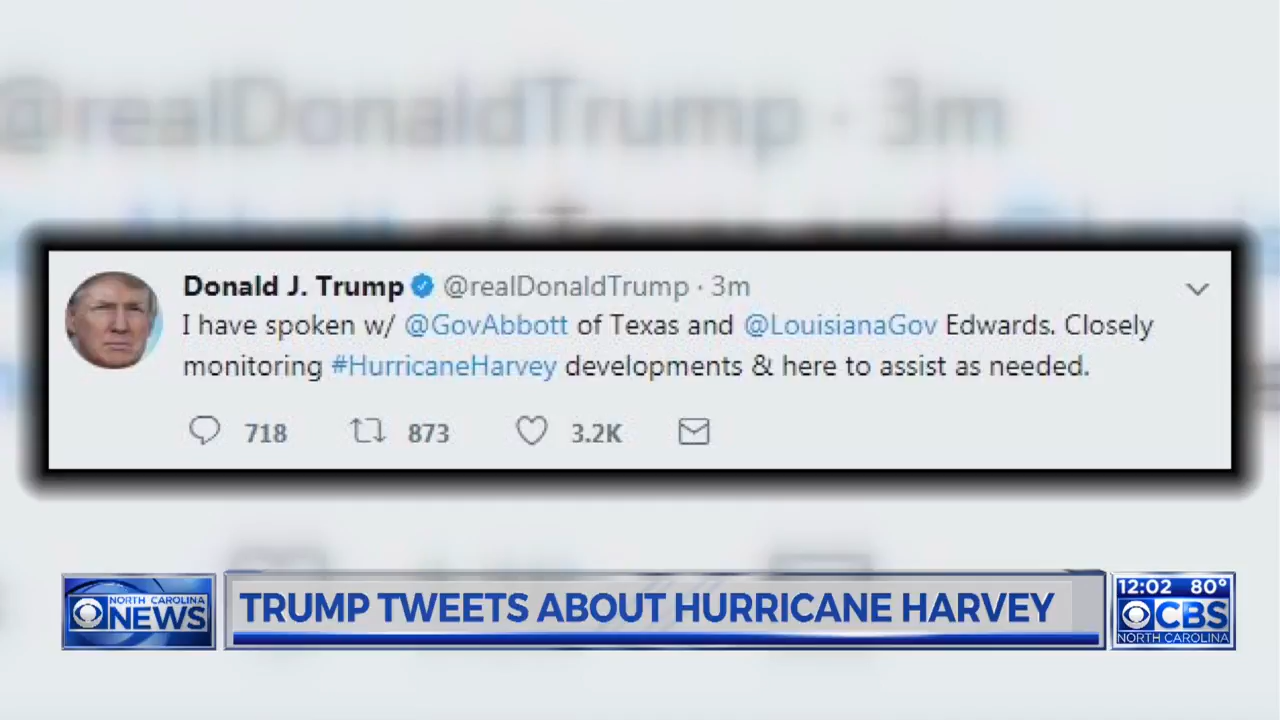 @realDonaldTrump · 3m
Donald J. Trump @realDonaldTrump · 3m
I have spoken w/ @GovAbbott of Texas and @LouisianaGov Edwards. Closely
monitoring #HurricaneHarvey developments & here to assist as needed.
718 873 3.2K
NORTH CAROLINA
NEWS
TRUMP TWEETS ABOUT HURRICANE HARVEY
12:02 80°
CBS
NORTH CAROLINA